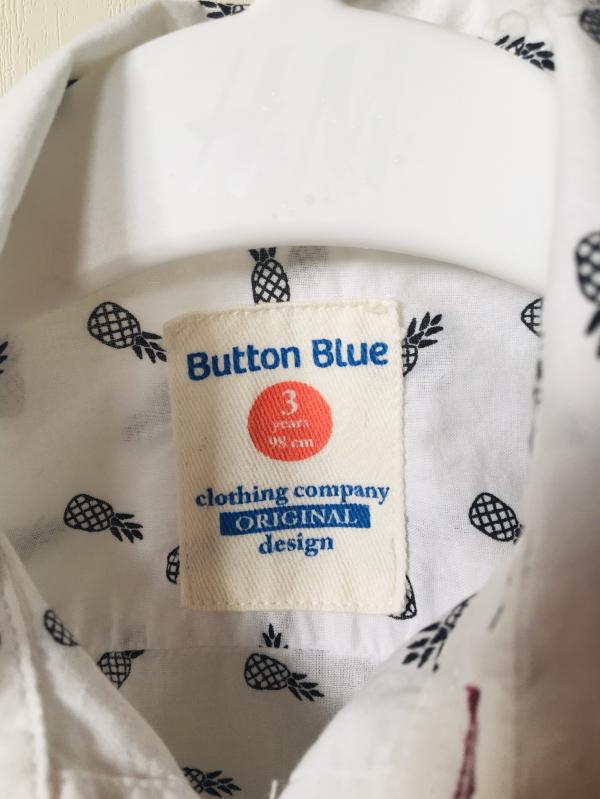 H&M
Button Blue
3
years
98 cm
clothing company
ORIGINAL
design